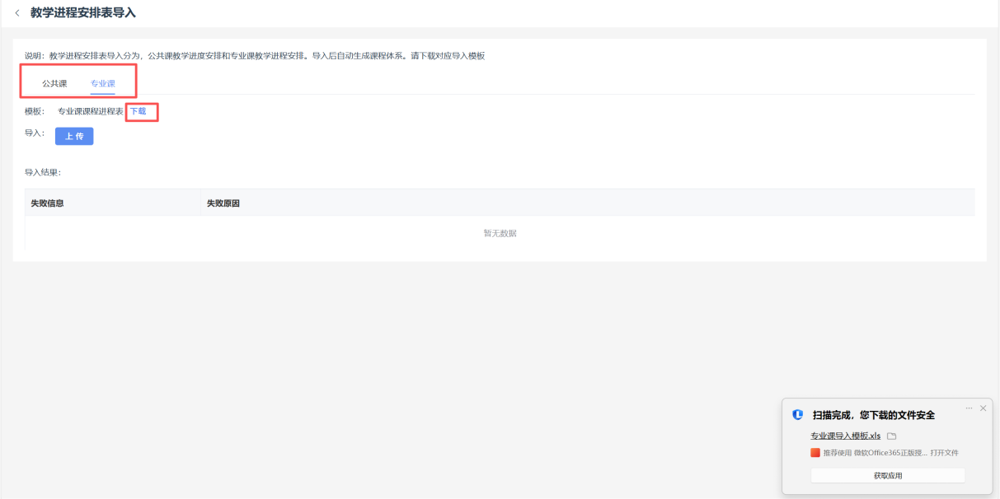 教学进程安排表导入
说明：教学进程安排表导入分为，公共课教学进度安排和专业课教学进程安排。导入后自动生成课程体系。请下载对应导入模板
公共课 专业课
模板： 专业课课程进程表 下载
导入： 上传
导入结果：
失败信息 失败原因
暂无数据
扫描完成，您下载的文件安全
专业课导入模板.xls
推荐使用 微软Office365正版授... 打开文件
获取应用